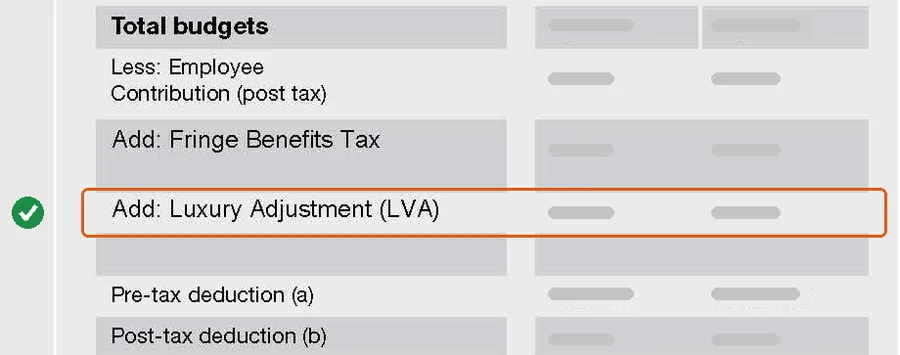 Total budgets
Less: Employee
Contribution (post tax)
Add: Fringe Benefits Tax
Add: Luxury Adjustment (LVA)
Pre-tax deduction (a)
Post-tax deduction (b)